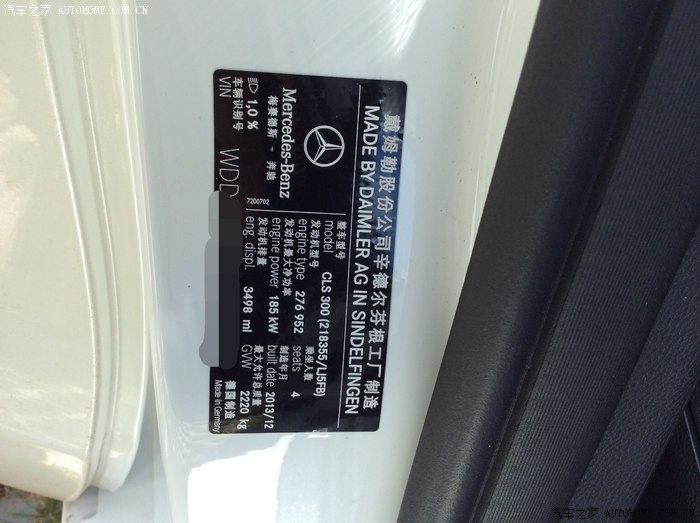 汽车之家 AUTOHOME.COM.CN
戴姆勒股份公司辛德尔芬根工厂制造
MADE BY DAIMLER AG IN SINDELFINGEN
Mercedes-Benz
梅赛德斯 - 奔驰
整车型号
model CLS 300 (218355/LJ5FB)
发动机型号 乘坐人数
engine type 276 952 seats 4
发动机最大净功率 制造年月
engine power 185 kW built date 2013/12
发动机排量 最大允许总质量
eng. displ. 3498 ml GVW 2220 kg
1,0 %
7200702
车辆识别号
VIN WDD
德国制造
Made in Germany
汽车之家 AUTOHOME.COM.CN